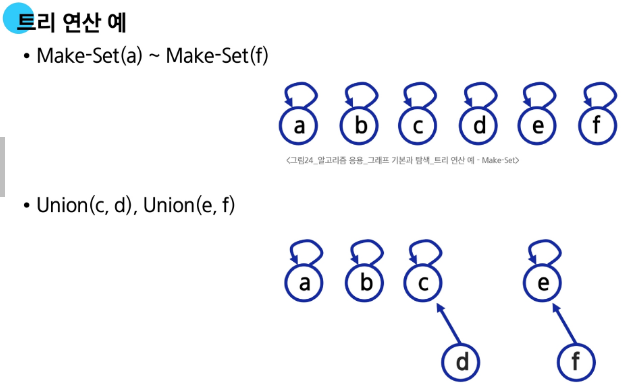 트리 연산 예
• Make-Set(a) ~ Make-Set(f)
a b c d e f
<그림24_알고리즘 응용_그래프 기본과 탐색_트리 연산 예 - Make-Set>
• Union(c, d), Union(e, f)
a b c e
d f